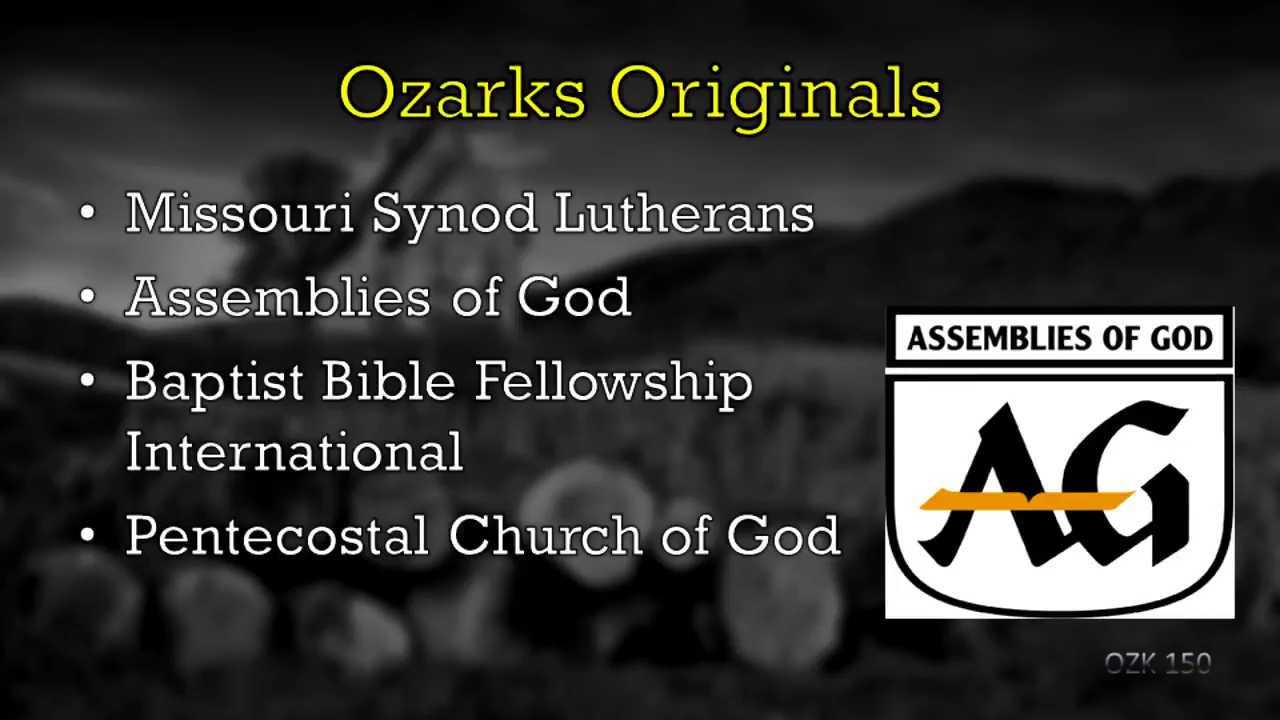 Ozarks Originals
• Missouri Synod Lutherans
• Assemblies of God
• Baptist Bible Fellowship
International
• Pentecostal Church of God
ASSEMBLIES OF GOD
AG
OZK 150